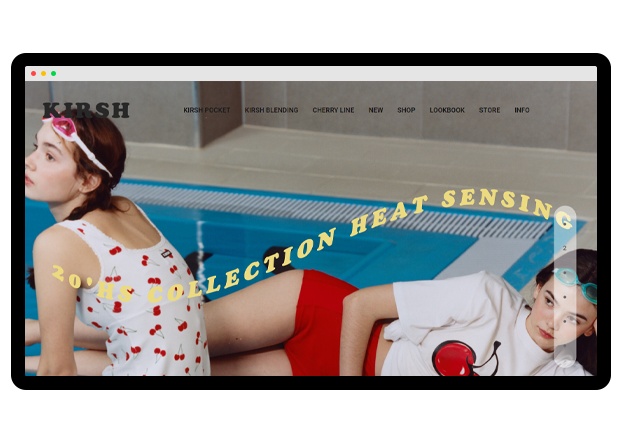 KIRSH
KIRSH POCKET KIRSH BLENDING CHERRY LINE NEW SHOP LOOKBOOK STORE INFO
20'HS COLLECTION HEAT SENSING
2